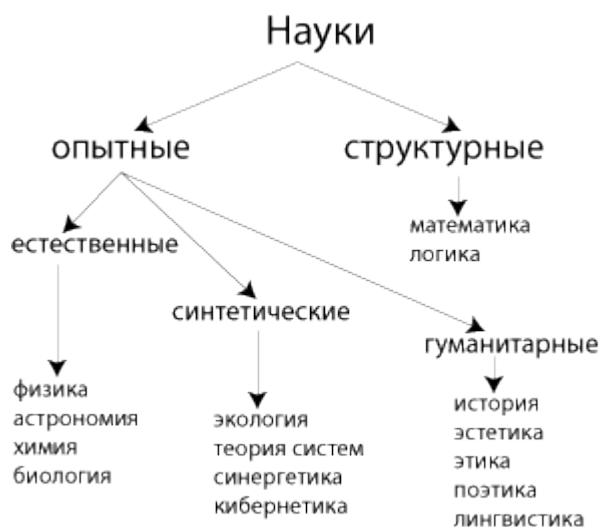 Науки
опытные
структурные
математика
логика
естественные
синтетические
гуманитарные
физика
астрономия
химия
биология
экология
теория систем
синергетика
кибернетика
история
эстетика
этика
поэтика
лингвистика